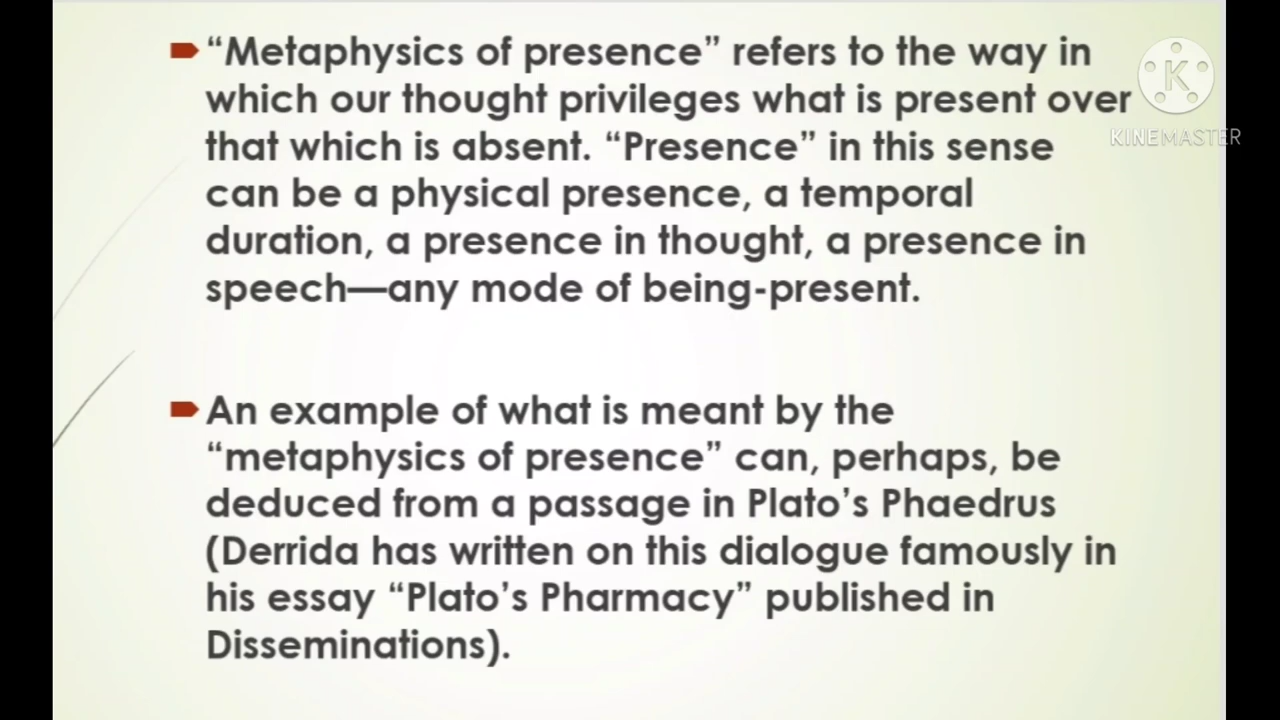 “Metaphysics of presence” refers to the way in
which our thought privileges what is present over
that which is absent. “Presence” in this sense
can be a physical presence, a temporal
duration, a presence in thought, a presence in
speech—any mode of being-present.
An example of what is meant by the
“metaphysics of presence” can, perhaps, be
deduced from a passage in Plato’s Phaedrus
(Derrida has written on this dialogue famously in
his essay “Plato’s Pharmacy” published in
Disseminations).
K
KINEMASTER